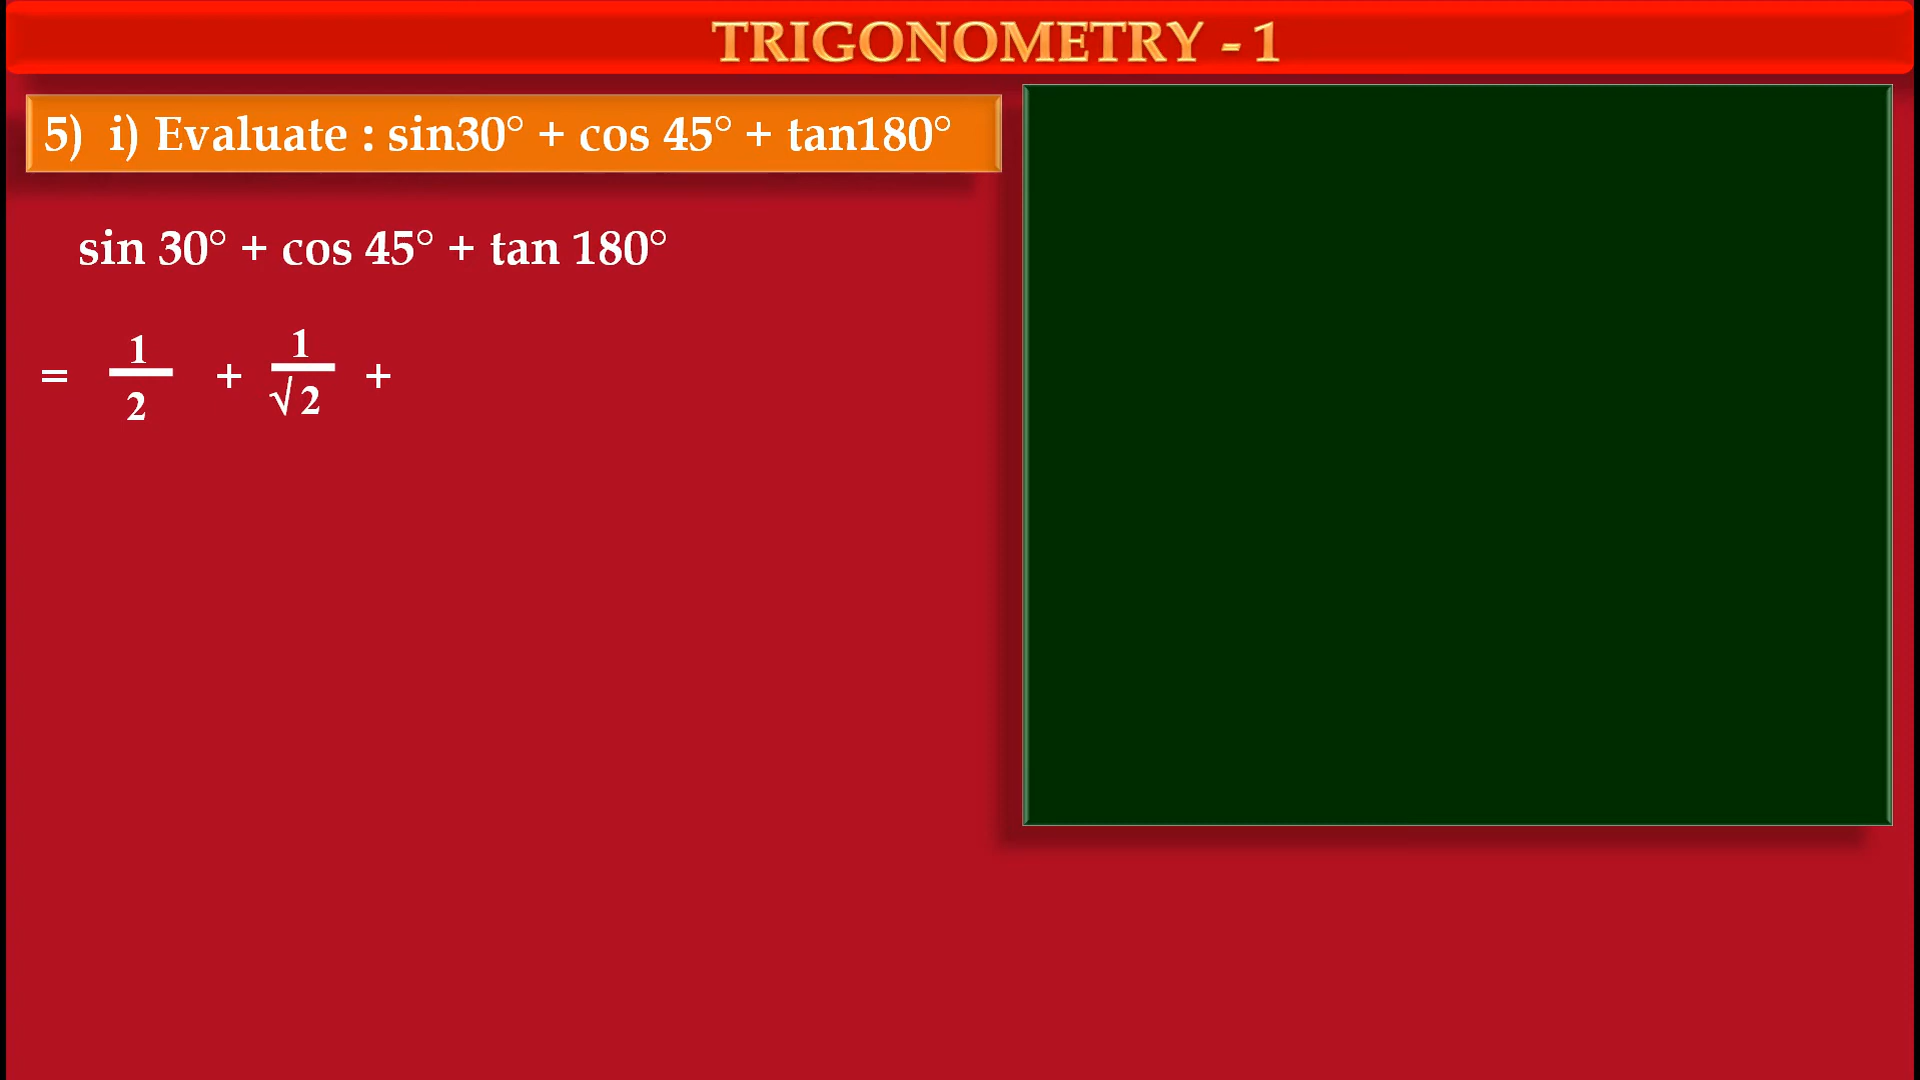 TRIGONOMETRY - 1
5) i) Evaluate : sin30° + cos 45° + tan180°
sin 30° + cos 45° + tan 180°
= 1/2 + 1/√2 +